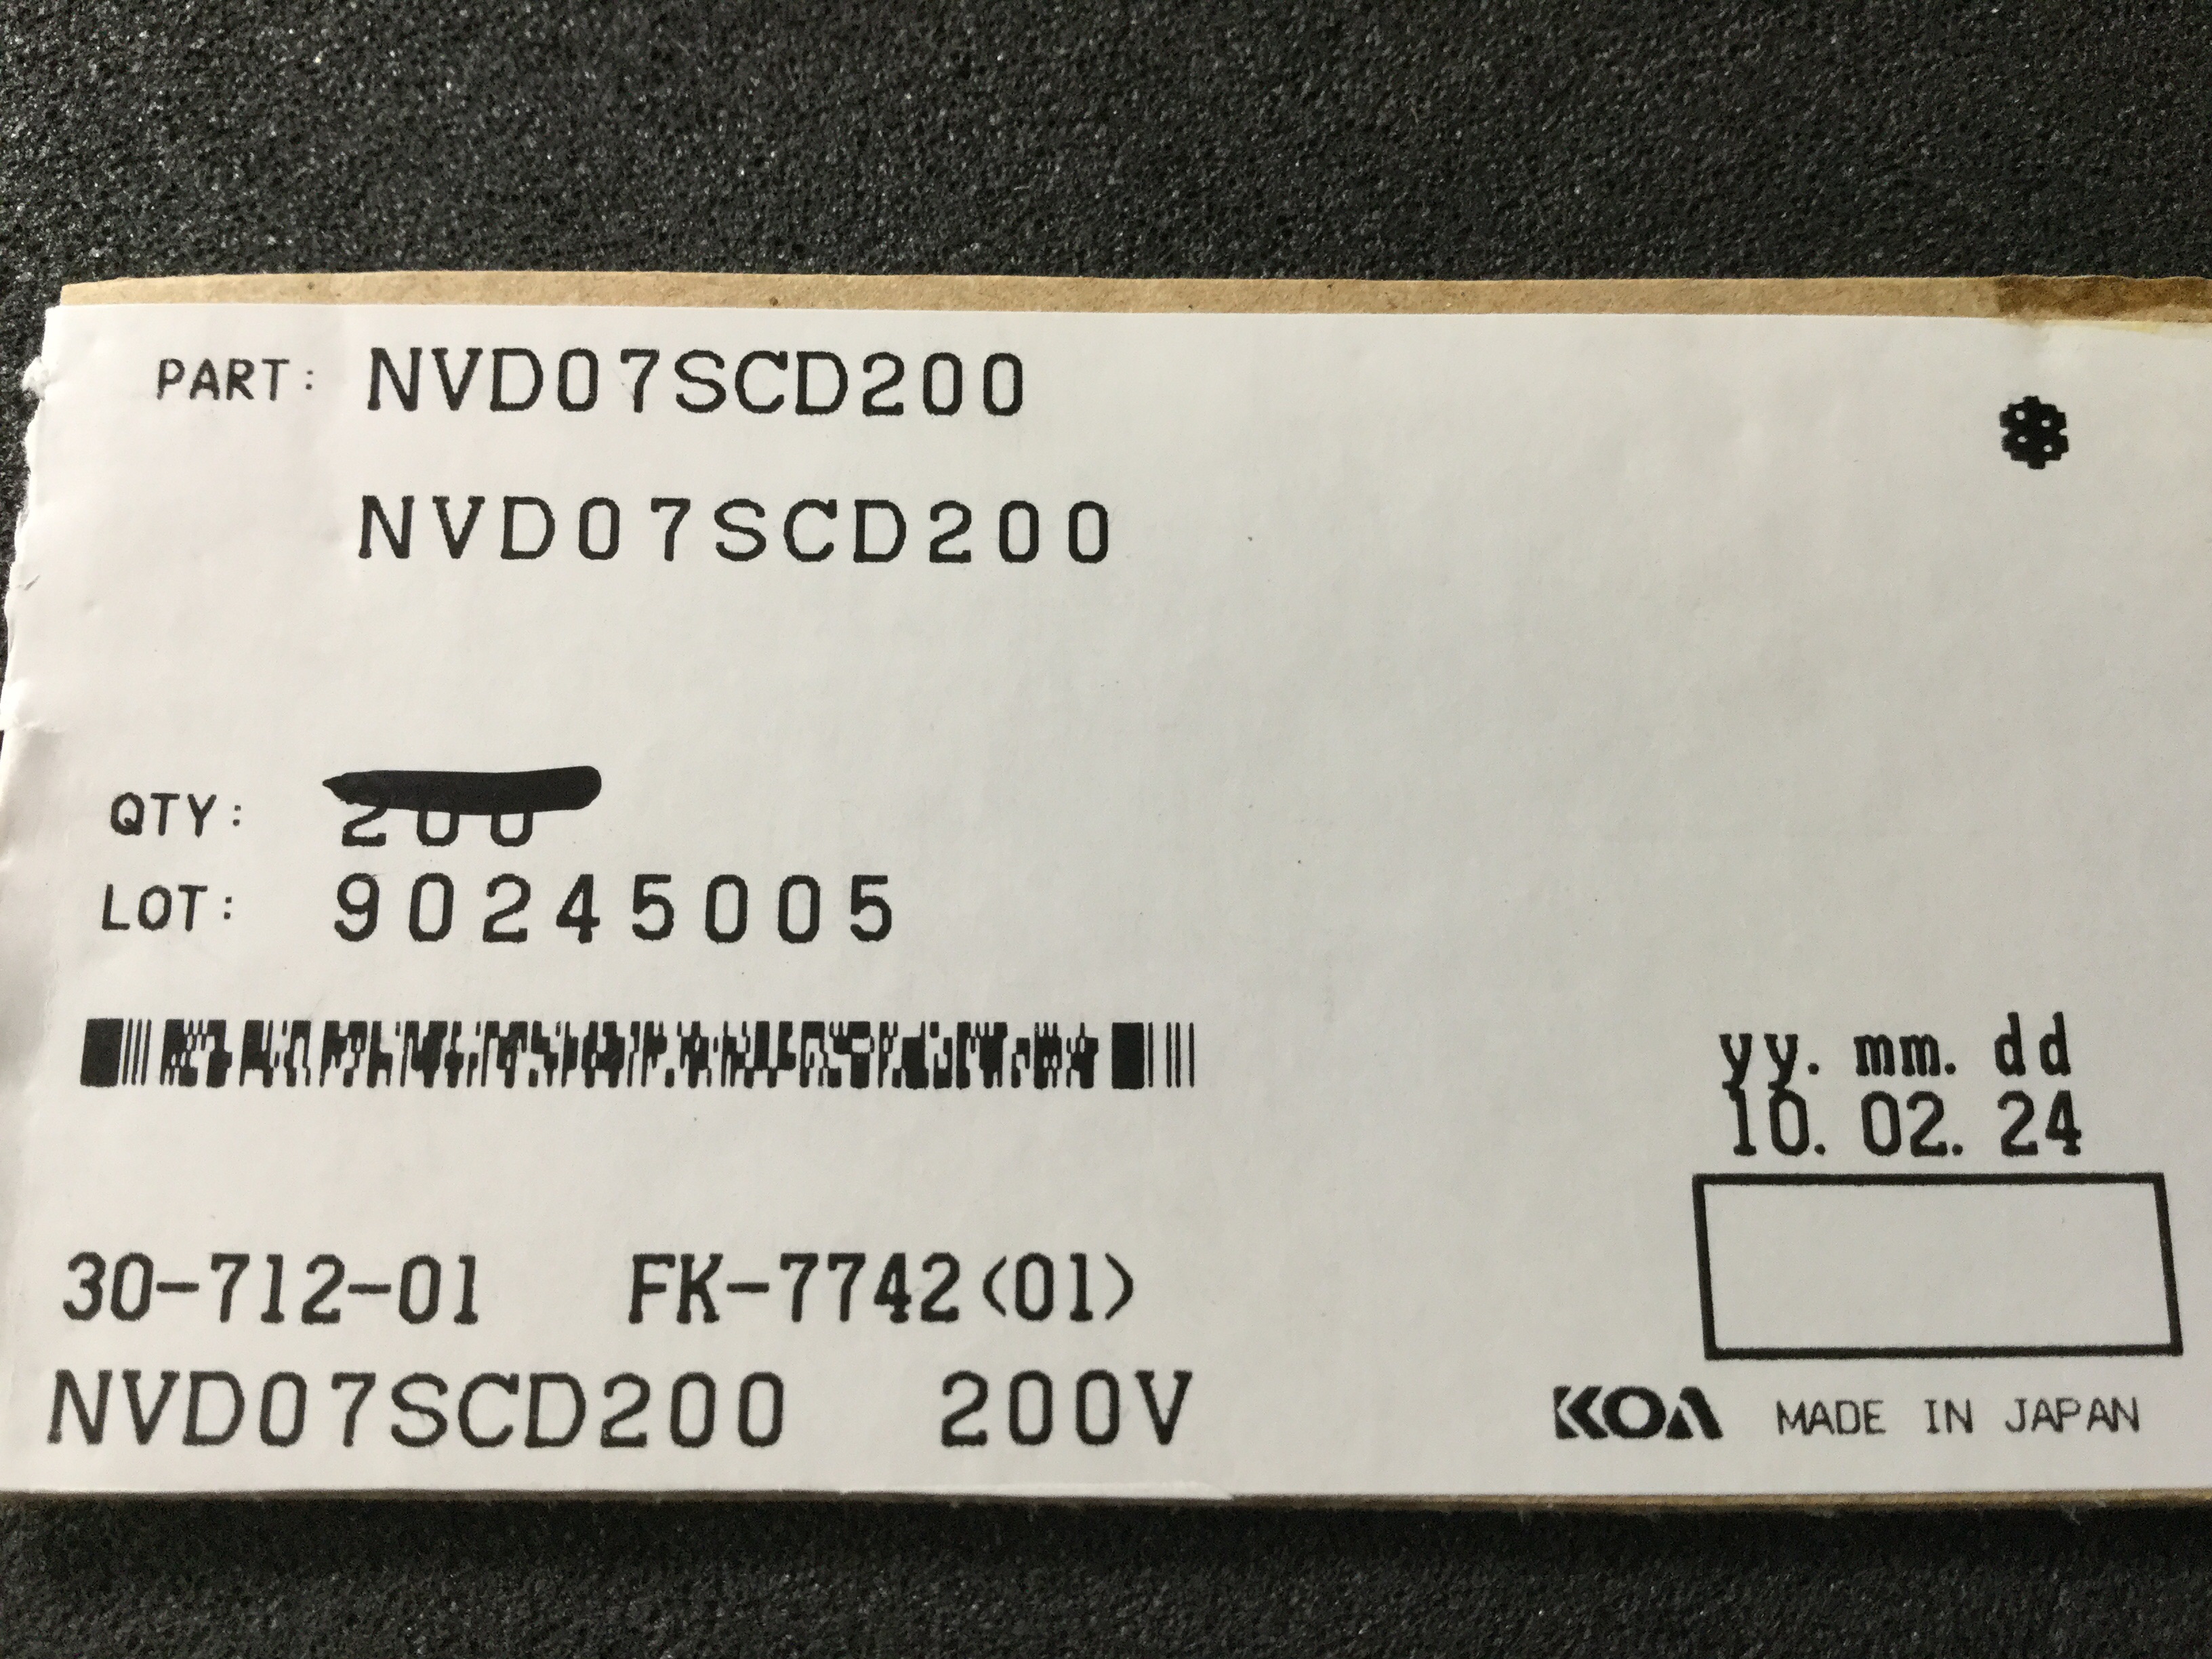 PART: NVD07SCD200
NVD07SCD200
QTY: 200
LOT: 90245005
yy. mm. dd
10. 02. 24
30-712-01 FK-7742<01>
NVD07SCD200 200V
KOA MADE IN JAPAN